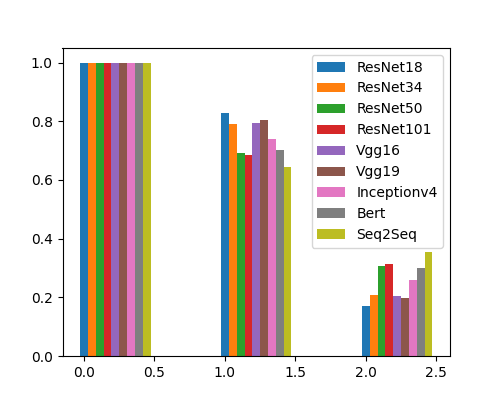 1.0
0.8
0.6
0.4
0.2
0.0
0.0 0.5 1.0 1.5 2.0 2.5
ResNet18
ResNet34
ResNet50
ResNet101
Vgg16
Vgg19
Inceptionv4
Bert
Seq2Seq